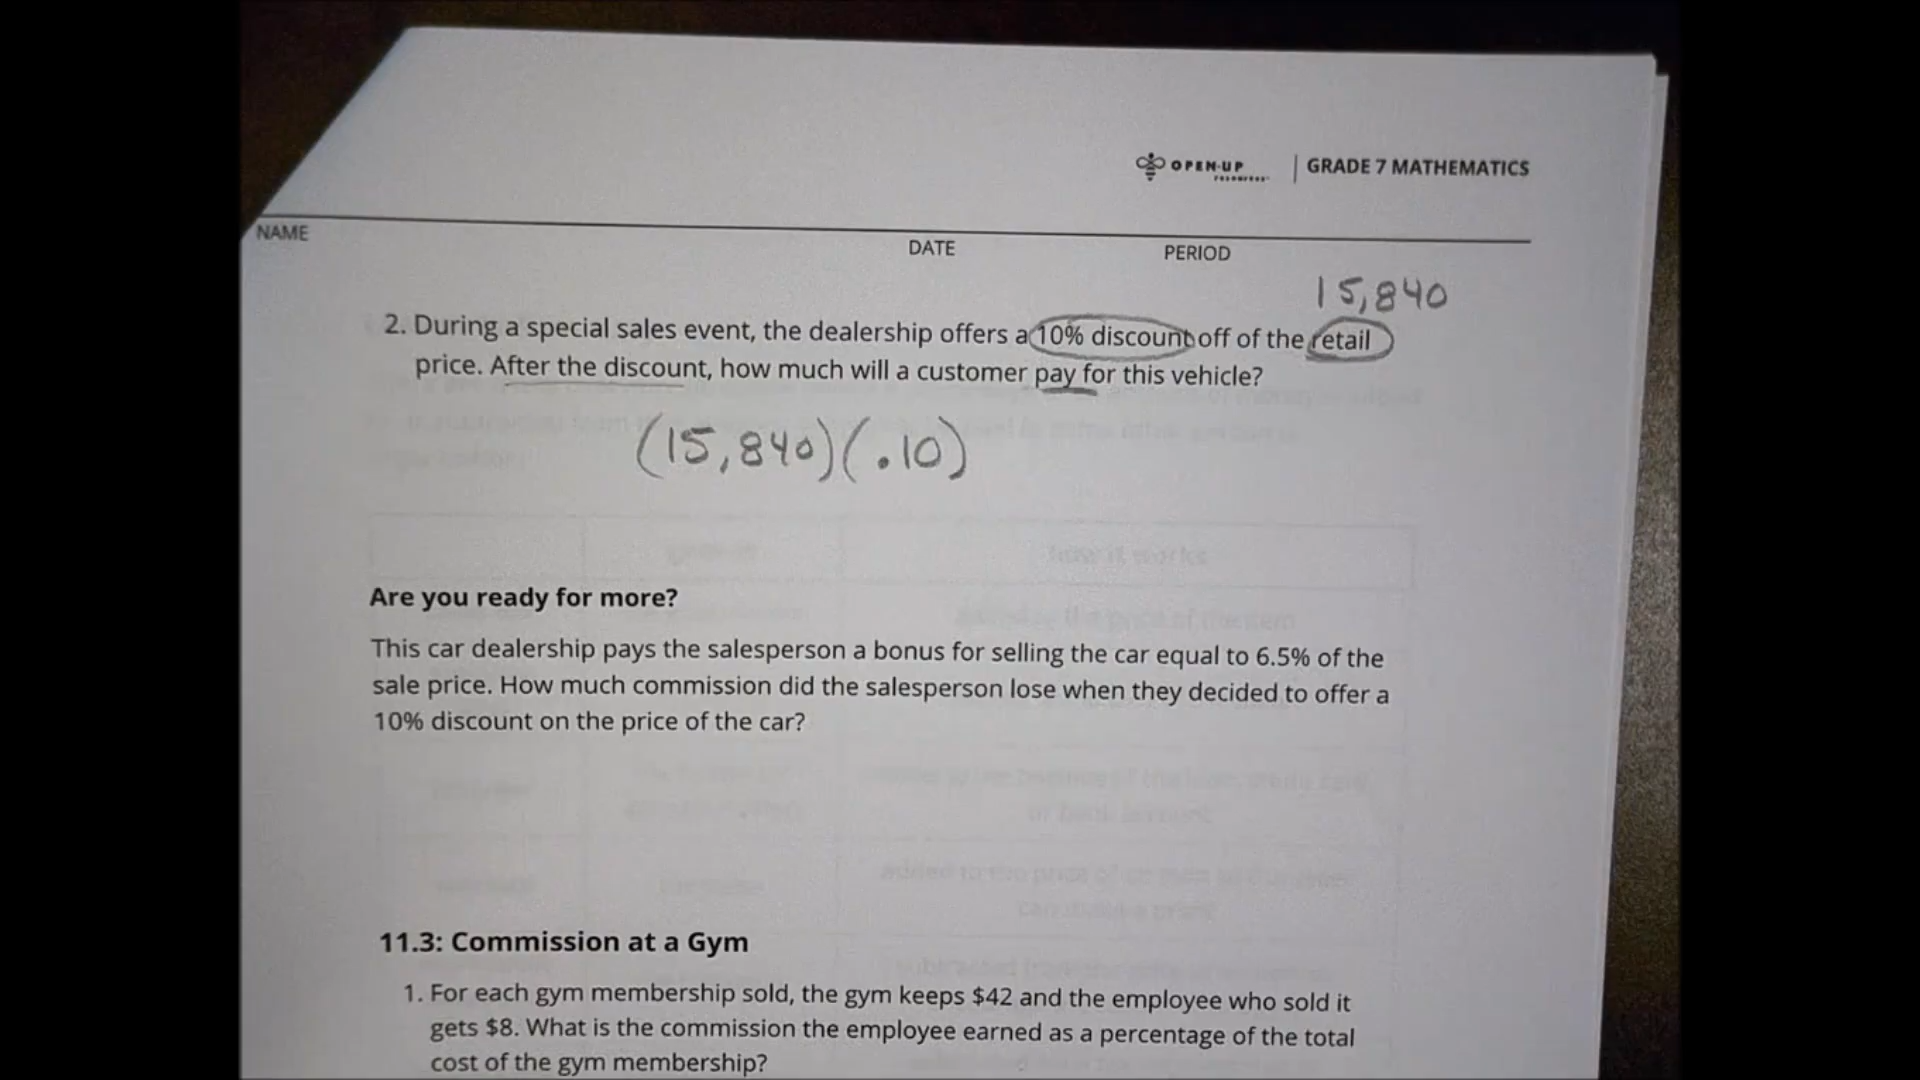 OPEN-UP
RESOURCES
GRADE 7 MATHEMATICS
NAME
DATE
PERIOD
15,840
2. During a special sales event, the dealership offers a 10% discount off of the retail
price. After the discount, how much will a customer pay for this vehicle?
(15,840)(.10)
how it works
Are you ready for more?
This car dealership pays the salesperson a bonus for selling the car equal to 6.5% of the
sale price. How much commission did the salesperson lose when they decided to offer a
10% discount on the price of the car?
11.3: Commission at a Gym
1. For each gym membership sold, the gym keeps $42 and the employee who sold it
gets $8. What is the commission the employee earned as a percentage of the total
cost of the gym membership?